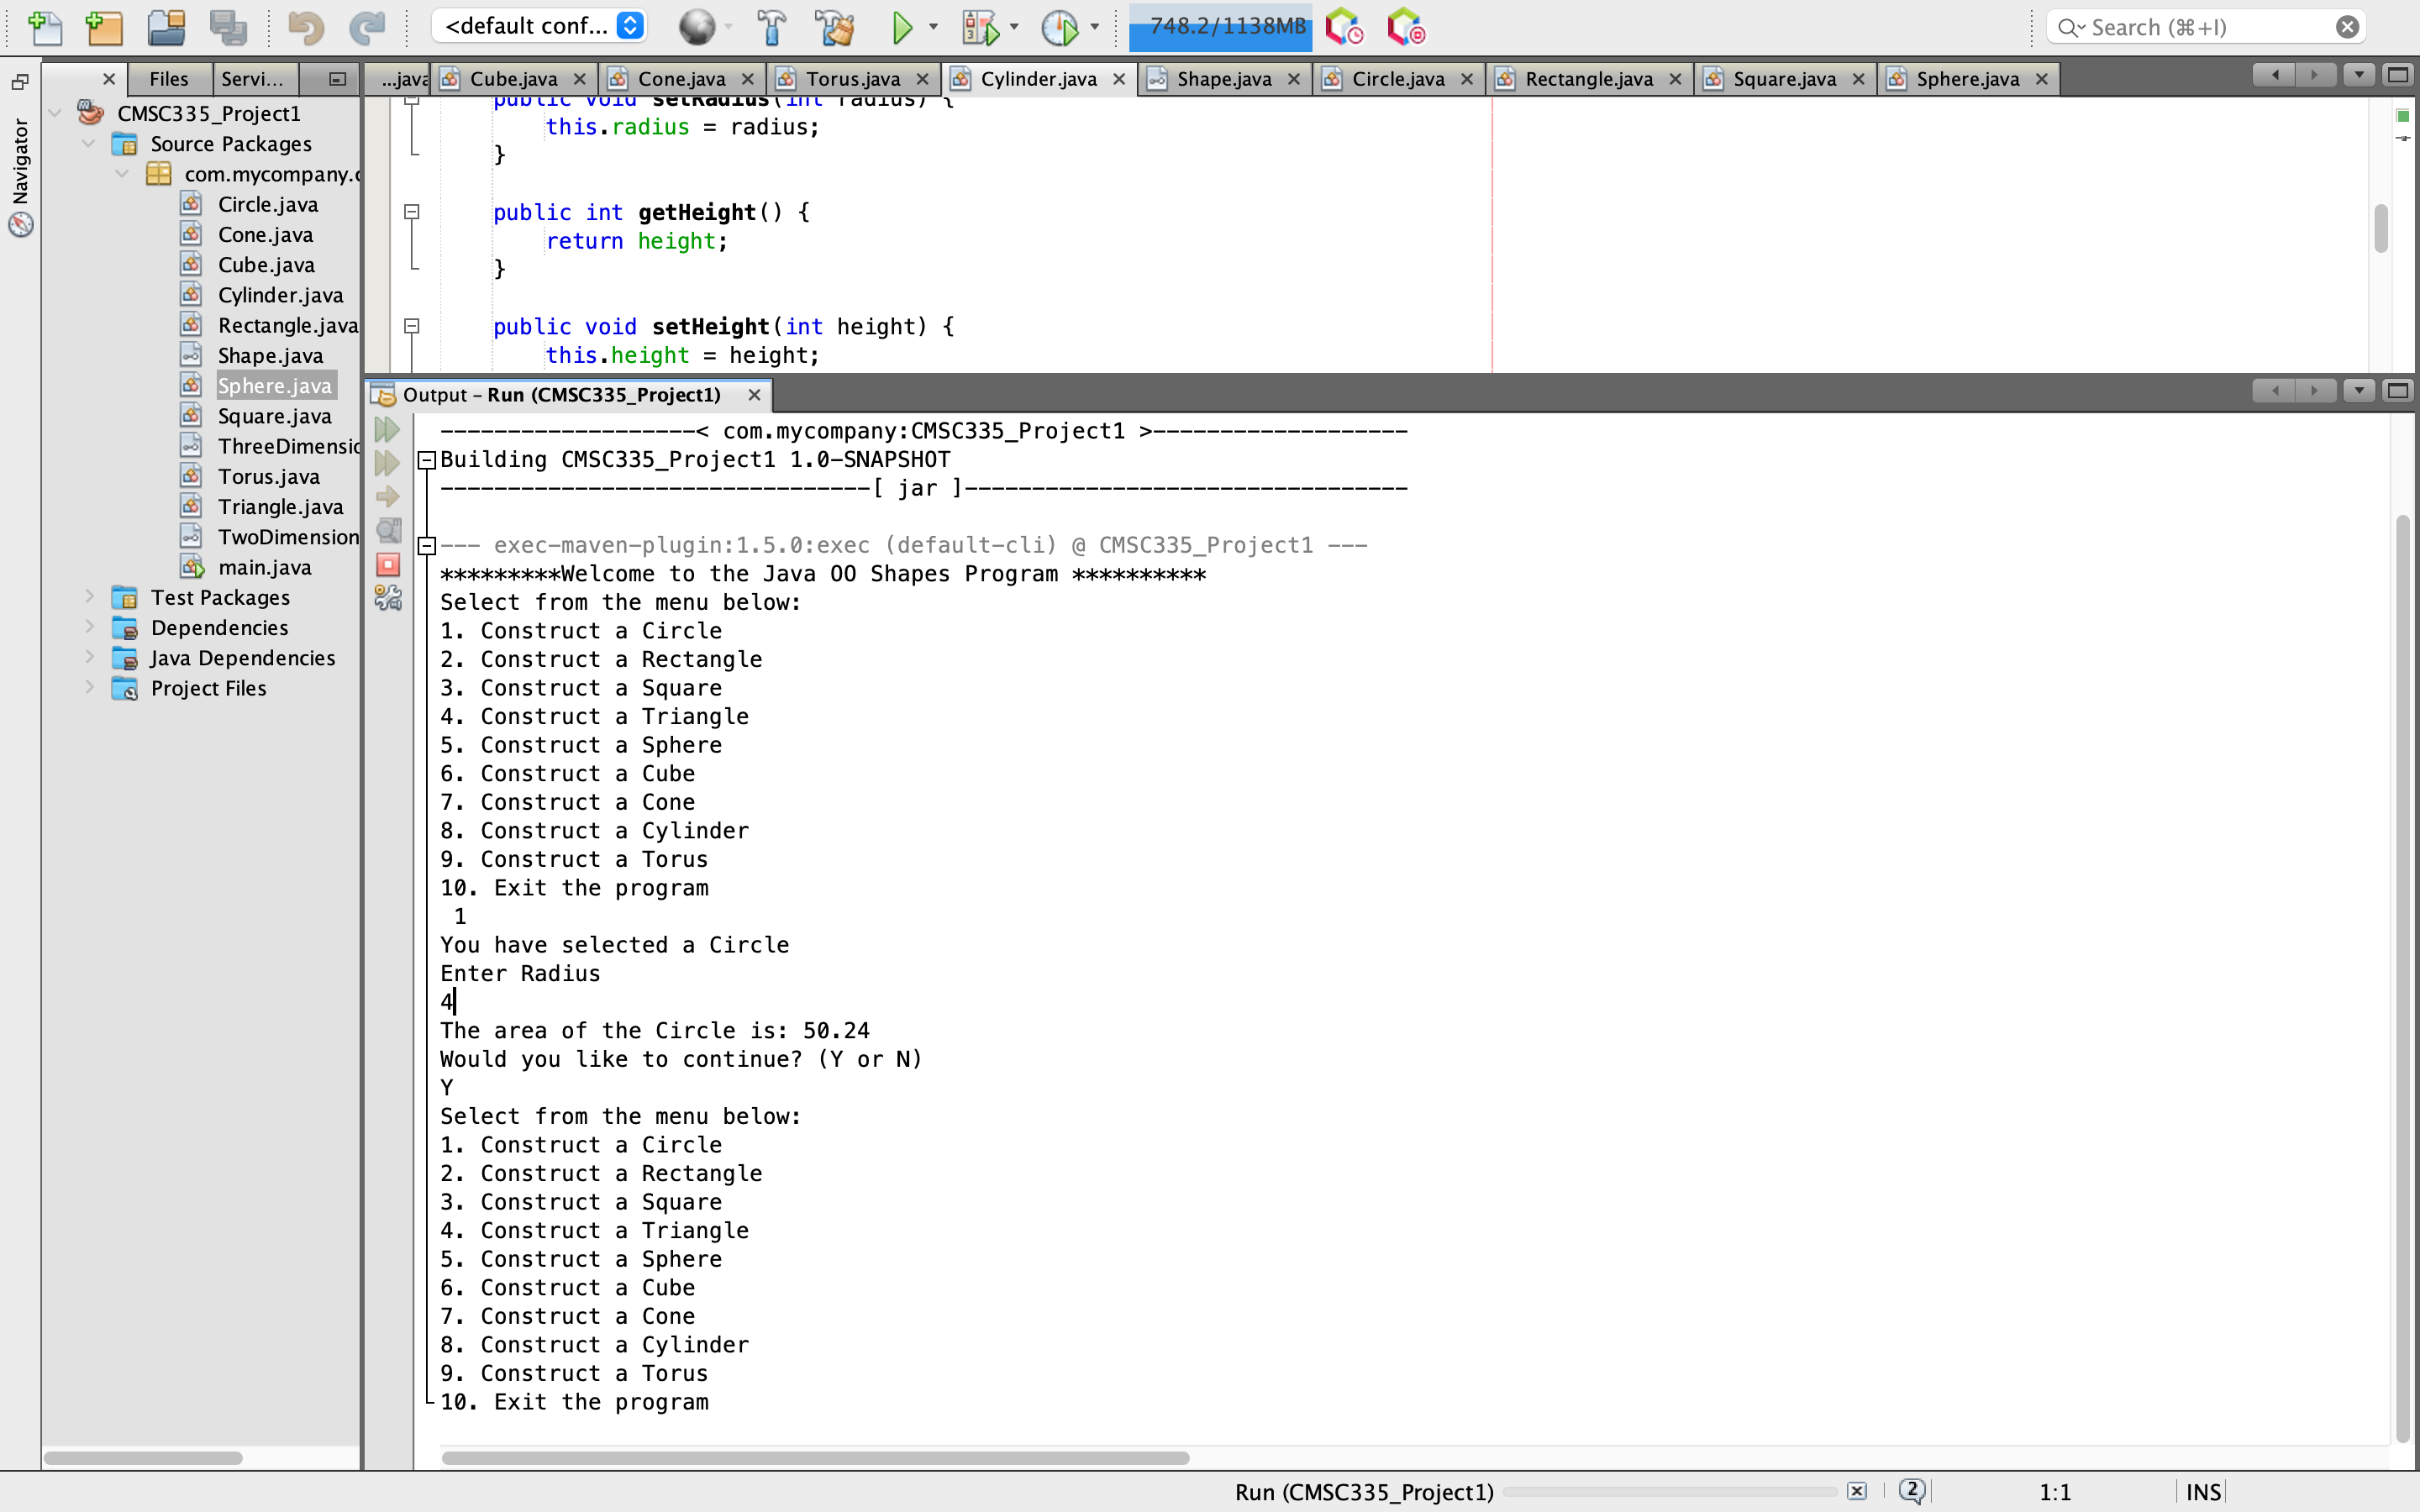 <default conf...
748.2/1138MB
Search (⌘+I)
Files
Servi...
...java
Cube.java
Cone.java
Torus.java
Cylinder.java
Shape.java
Circle.java
Rectangle.java
Square.java
Sphere.java
Navigator
CMSC335_Project1
Source Packages
com.mycompany.c
Circle.java
Cone.java
Cube.java
Cylinder.java
Rectangle.java
Shape.java
Sphere.java
Square.java
ThreeDimensio
Torus.java
Triangle.java
TwoDimension
main.java
Test Packages
Dependencies
Java Dependencies
Project Files
public void setRadius(int radius) {
this.radius = radius;
}
public int getHeight() {
return height;
}
public void setHeight(int height) {
this.height = height;
Output – Run (CMSC335_Project1)
-------------------< com.mycompany:CMSC335_Project1 >-------------------
Building CMSC335_Project1 1.0-SNAPSHOT
--------------------------------[ jar ]---------------------------------
--- exec-maven-plugin:1.5.0:exec (default-cli) @ CMSC335_Project1 ---
*********Welcome to the Java OO Shapes Program **********
Select from the menu below:
1. Construct a Circle
2. Construct a Rectangle
3. Construct a Square
4. Construct a Triangle
5. Construct a Sphere
6. Construct a Cube
7. Construct a Cone
8. Construct a Cylinder
9. Construct a Torus
10. Exit the program
1
You have selected a Circle
Enter Radius
4
The area of the Circle is: 50.24
Would you like to continue? (Y or N)
Y
Select from the menu below:
1. Construct a Circle
2. Construct a Rectangle
3. Construct a Square
4. Construct a Triangle
5. Construct a Sphere
6. Construct a Cube
7. Construct a Cone
8. Construct a Cylinder
9. Construct a Torus
10. Exit the program
Run (CMSC335_Project1)
2
1:1
INS